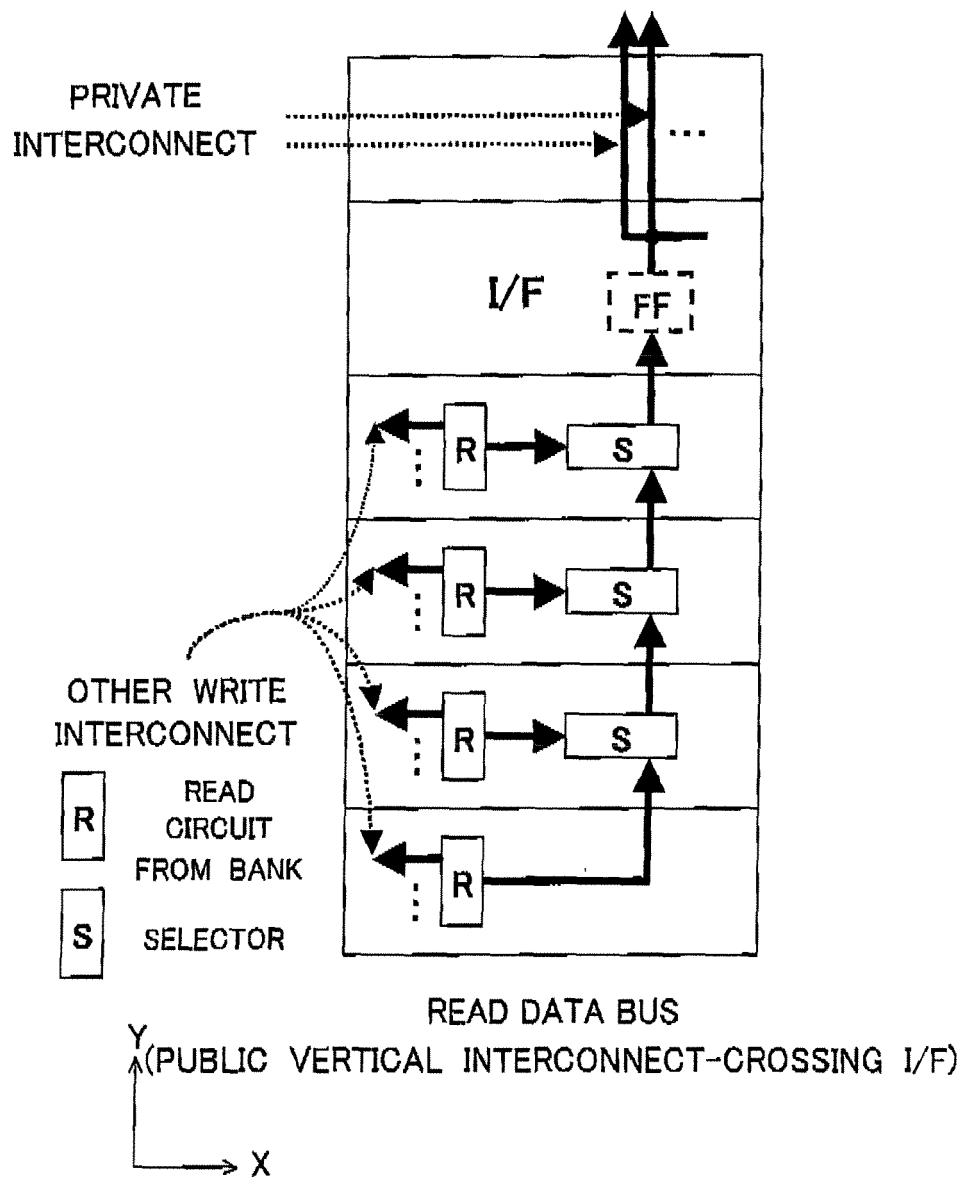 PRIVATE
INTERCONNECT
...
I/F
FF
R
S
R
S
R
S
R
OTHER WRITE
INTERCONNECT
R
READ
CIRCUIT
FROM BANK
S
SELECTOR
READ DATA BUS
(PUBLIC VERTICAL INTERCONNECT-CROSSING I/F)
Y
X